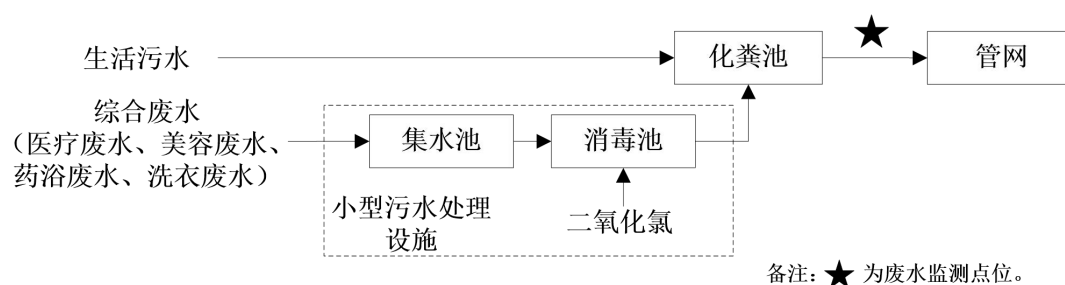 生活污水
化粪池
管网
综合废水
（医疗废水、美容废水、
药浴废水、洗衣废水）
集水池
消毒池
小型污水处理
设施
二氧化氯
备注：★ 为废水监测点位。